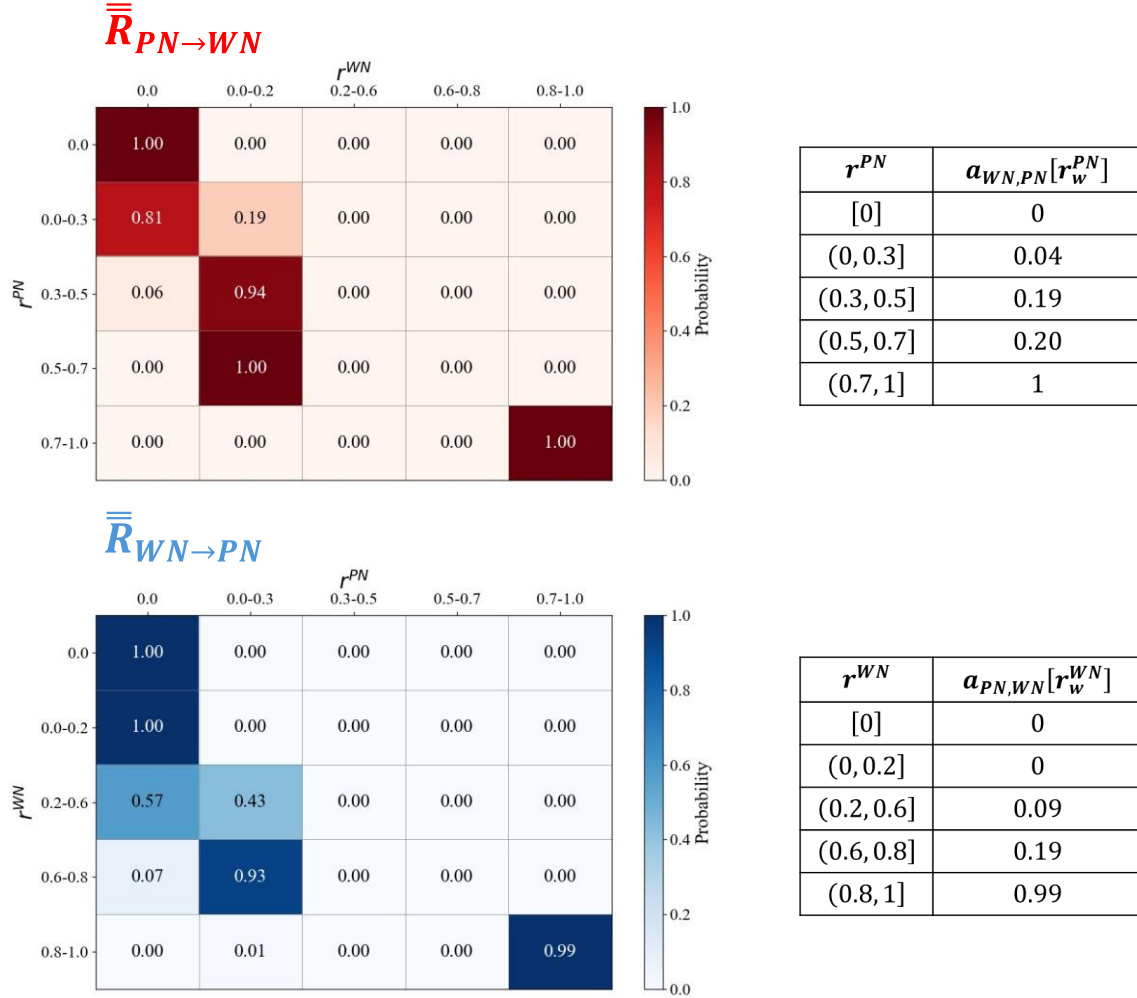 R̿_PN→WN
r^WN
0.0 0.0-0.2 0.2-0.6 0.6-0.8 0.8-1.0
r^PN
0.0 1.00 0.00 0.00 0.00 0.00
0.0-0.3 0.81 0.19 0.00 0.00 0.00
0.3-0.5 0.06 0.94 0.00 0.00 0.00
0.5-0.7 0.00 1.00 0.00 0.00 0.00
0.7-1.0 0.00 0.00 0.00 0.00 1.00
1.0
0.8
0.6
0.4
0.2
0.0
Probability
r^PN a_WN,PN[r_w^PN]
[0] 0
(0, 0.3] 0.04
(0.3, 0.5] 0.19
(0.5, 0.7] 0.20
(0.7, 1] 1
R̿_WN→PN
r^PN
0.0 0.0-0.3 0.3-0.5 0.5-0.7 0.7-1.0
r^WN
0.0 1.00 0.00 0.00 0.00 0.00
0.0-0.2 1.00 0.00 0.00 0.00 0.00
0.2-0.6 0.57 0.43 0.00 0.00 0.00
0.6-0.8 0.07 0.93 0.00 0.00 0.00
0.8-1.0 0.00 0.01 0.00 0.00 0.99
1.0
0.8
0.6
0.4
0.2
0.0
Probability
r^WN a_PN,WN[r_w^WN]
[0] 0
(0, 0.2] 0
(0.2, 0.6] 0.09
(0.6, 0.8] 0.19
(0.8, 1] 0.99